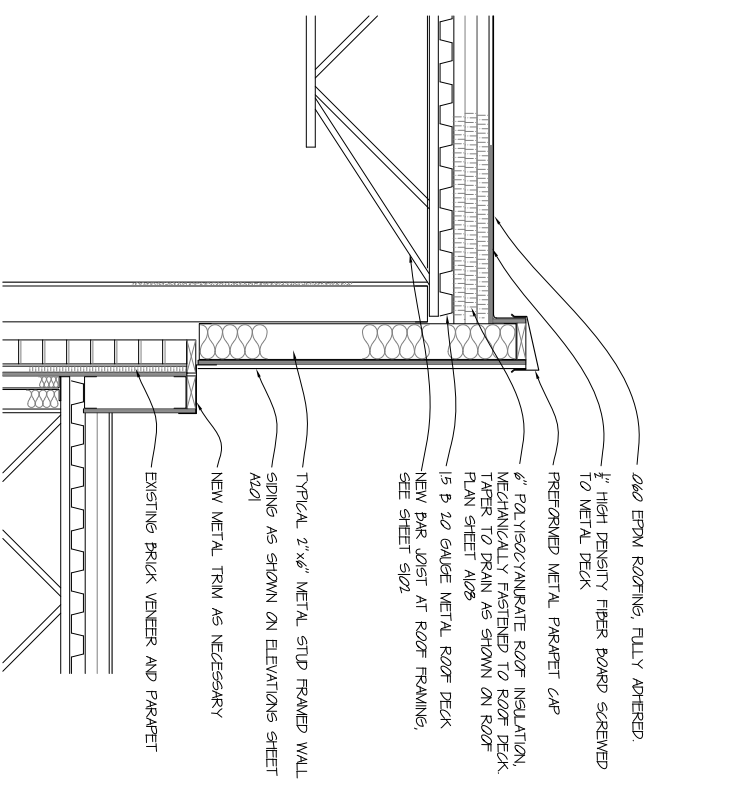 .060 EPDM ROOFING, FULLY ADHERED.
½" HIGH DENSITY FIBER BOARD SCREWED
TO METAL DECK
PREFORMED METAL PARAPET CAP
6" POLYISOCYANURATE ROOF INSULATION,
MECHANICALLY FASTENED TO ROOF DECK.
TAPER TO DRAIN AS SHOWN ON ROOF
PLAN SHEET A10B
1.5 B 20 GAUGE METAL ROOF DECK
NEW BAR JOIST AT ROOF FRAMING,
SEE SHEET S102
TYPICAL 2"x6" METAL STUD FRAMED WALL
SIDING AS SHOWN ON ELEVATIONS SHEET
A201
NEW METAL TRIM AS NECESSARY
EXISTING BRICK VENEER AND PARAPET